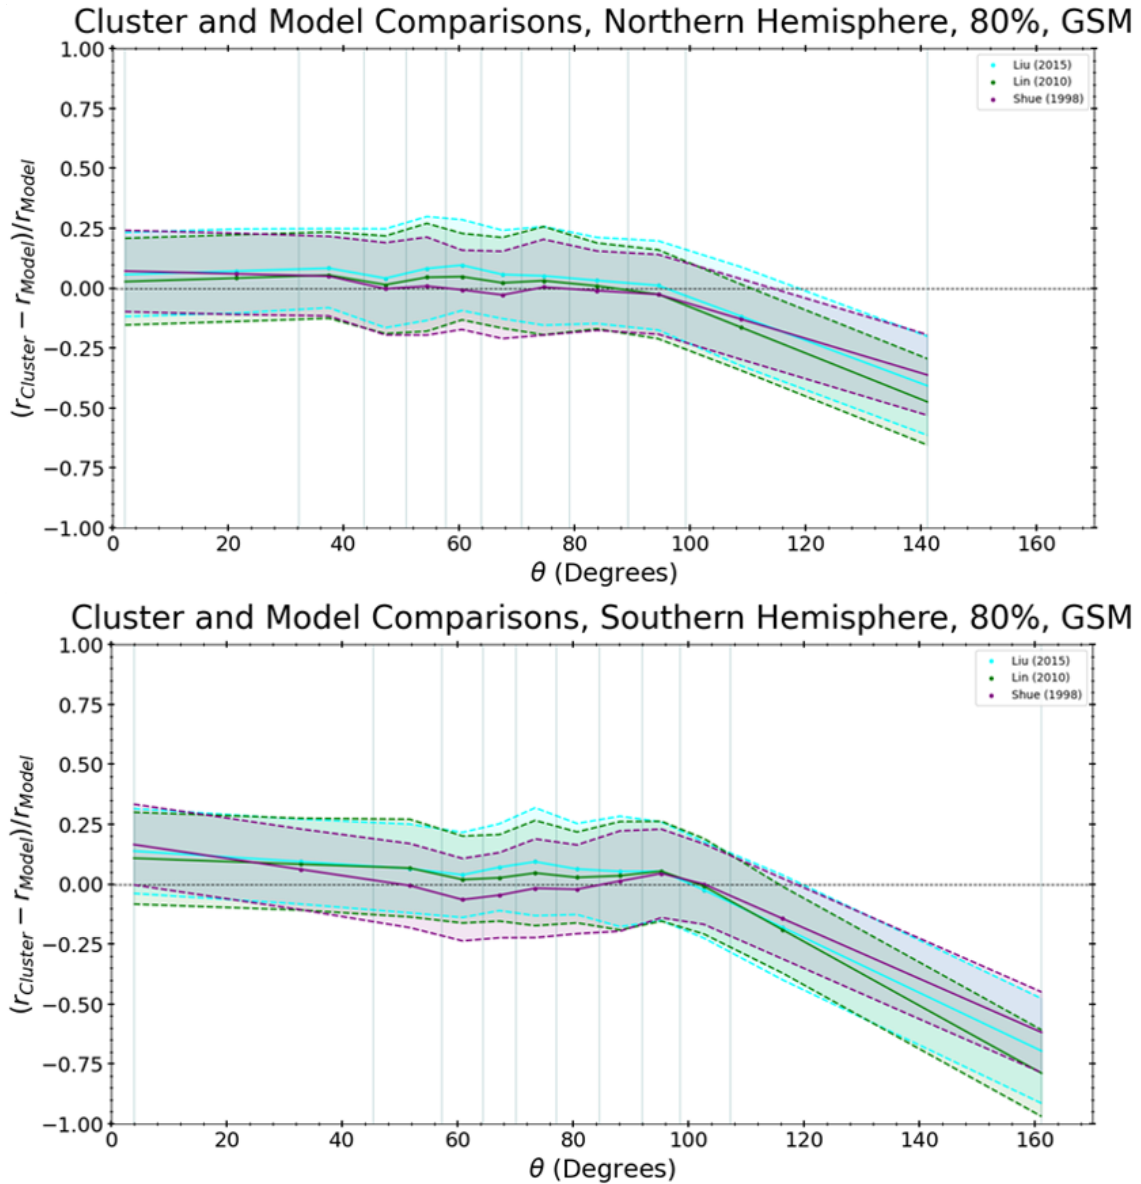 Cluster and Model Comparisons, Northern Hemisphere, 80%, GSM
1.00
0.75
0.50
0.25
0.00
−0.25
−0.50
−0.75
−1.00
(r_Cluster − r_Model)/r_Model
Liu (2015)
Lin (2010)
Shue (1998)
0 20 40 60 80 100 120 140 160
θ (Degrees)
Cluster and Model Comparisons, Southern Hemisphere, 80%, GSM
1.00
0.75
0.50
0.25
0.00
−0.25
−0.50
−0.75
−1.00
(r_Cluster − r_Model)/r_Model
Liu (2015)
Lin (2010)
Shue (1998)
0 20 40 60 80 100 120 140 160
θ (Degrees)